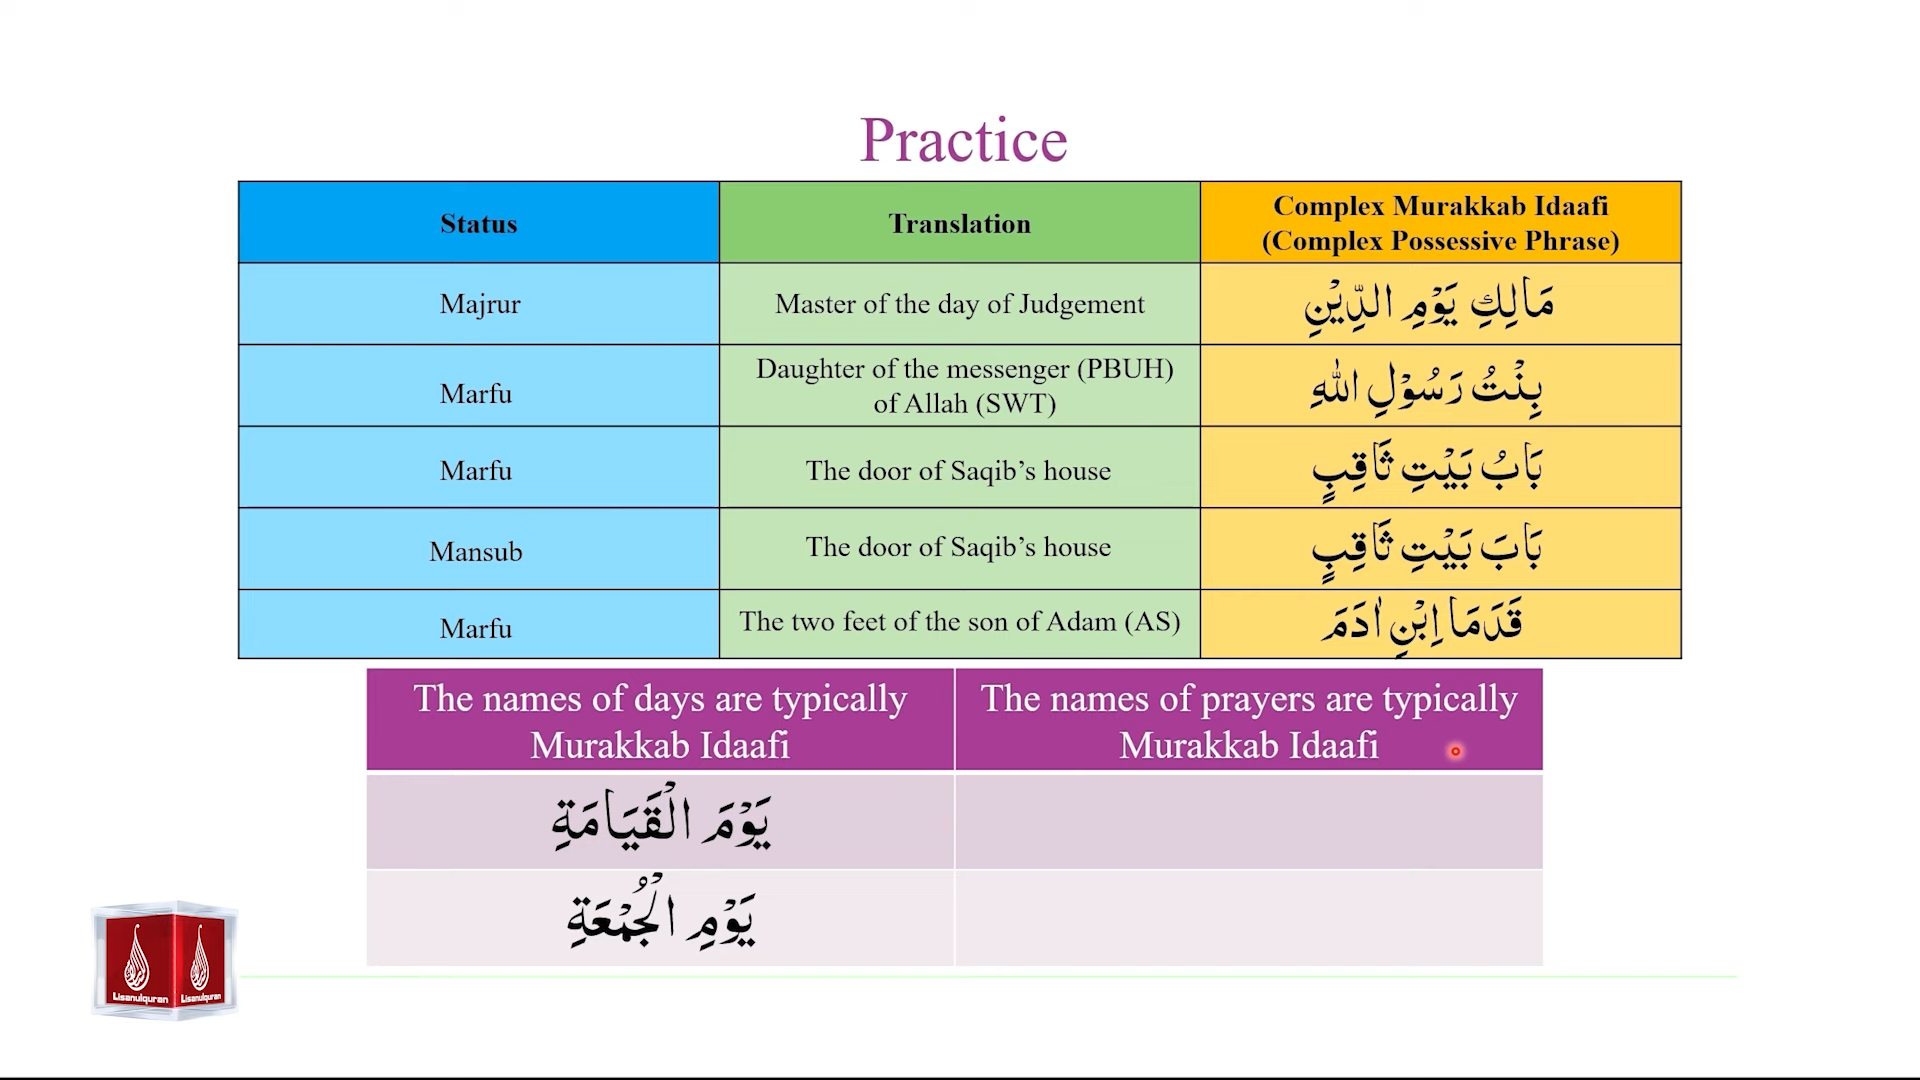 Practice
Status
Translation
Complex Murakkab Idaafi
(Complex Possessive Phrase)
Majrur
Master of the day of Judgement
مَالِكِ يَوْمِ الدِّيْنِ
Marfu
Daughter of the messenger (PBUH)
of Allah (SWT)
بِنْتُ رَسُوْلِ اللهِ
Marfu
The door of Saqib’s house
بَابُ بَيْتِ ثَاقِبٍ
Mansub
The door of Saqib’s house
بَابَ بَيْتِ ثَاقِبٍ
Marfu
The two feet of the son of Adam (AS)
قَدَمَا اِبْنِ اٰدَمَ
The names of days are typically
Murakkab Idaafi
The names of prayers are typically
Murakkab Idaafi
يَوْمَ الْقَيَامَةِ
يَوْمِ الْجُمْعَةِ
Lisanulquran
Lisanulquran